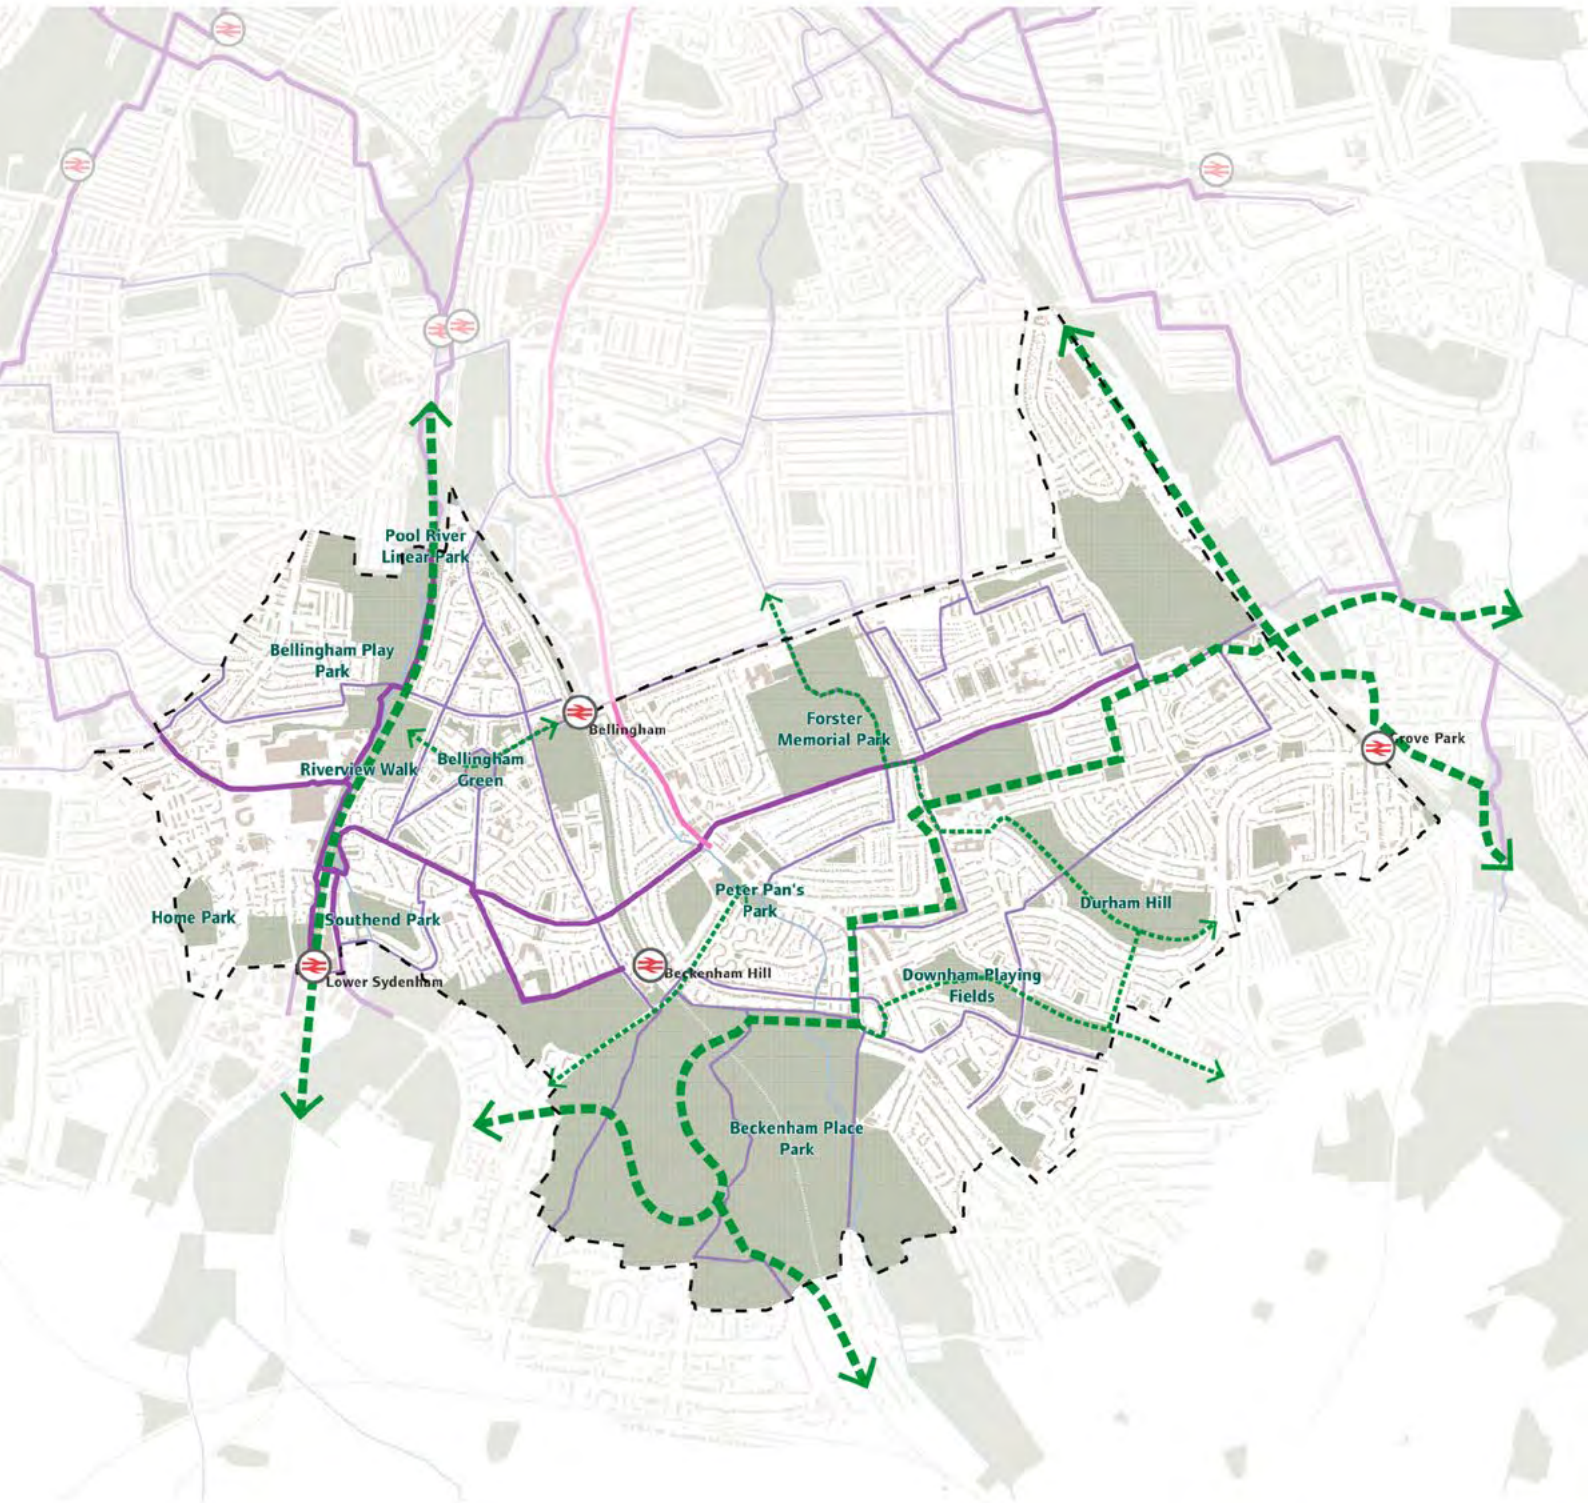 Pool River
Linear Park
Bellingham Play
Park
Bellingham
Forster
Memorial Park
Grove Park
Riverview Walk
Bellingham
Green
Peter Pan's
Park
Durham Hill
Home Park
Southend Park
Lower Sydenham
Beckenham Hill
Downham Playing
Fields
Beckenham Place
Park